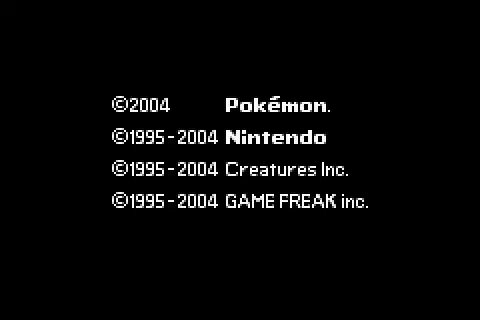 ©2004 Pokémon.
©1995-2004 Nintendo
©1995-2004 Creatures Inc.
©1995-2004 GAME FREAK inc.